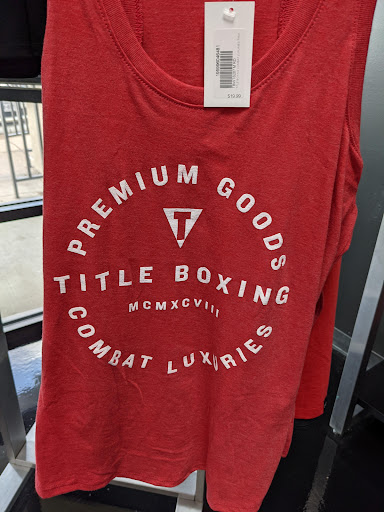 $19.99
PREMIUM GOODS
T
TITLE BOXING
MCMXCVIII
COMBAT LUXURIES